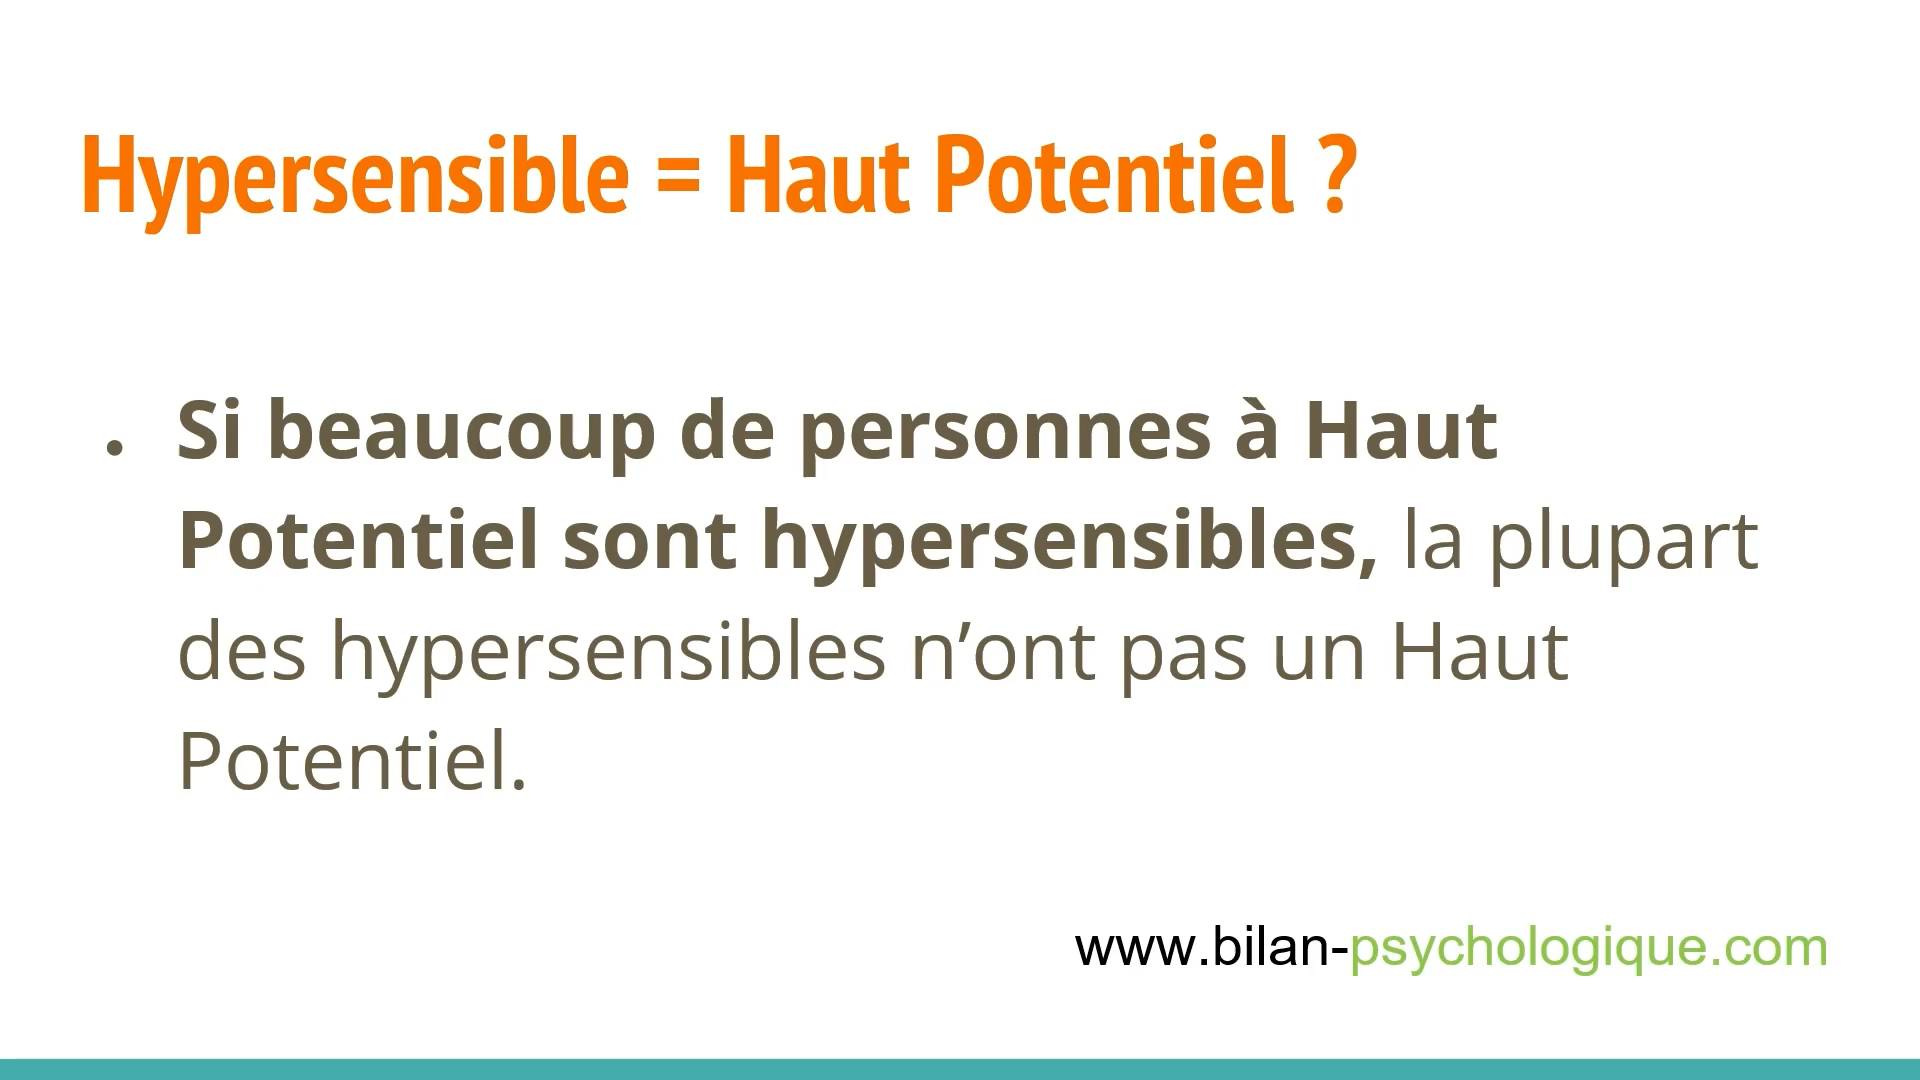 Hypersensible = Haut Potentiel ?
• Si beaucoup de personnes à Haut
Potentiel sont hypersensibles, la plupart
des hypersensibles n’ont pas un Haut
Potentiel.
www.bilan-psychologique.com